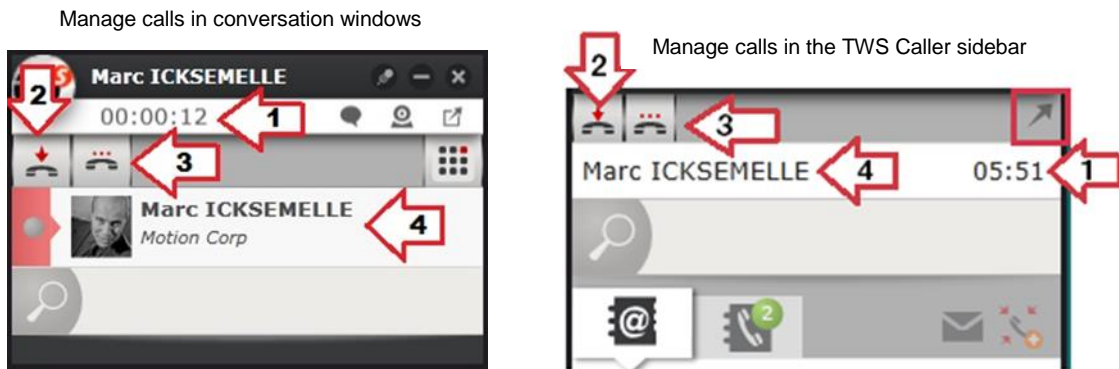 Manage calls in conversation windows
Marc ICKSEMELLE
S
2
00:00:12
1
3
Marc ICKSEMELLE
4
Motion Corp
Manage calls in the TWS Caller sidebar
2
3
Marc ICKSEMELLE
4
05:51
1
@
2